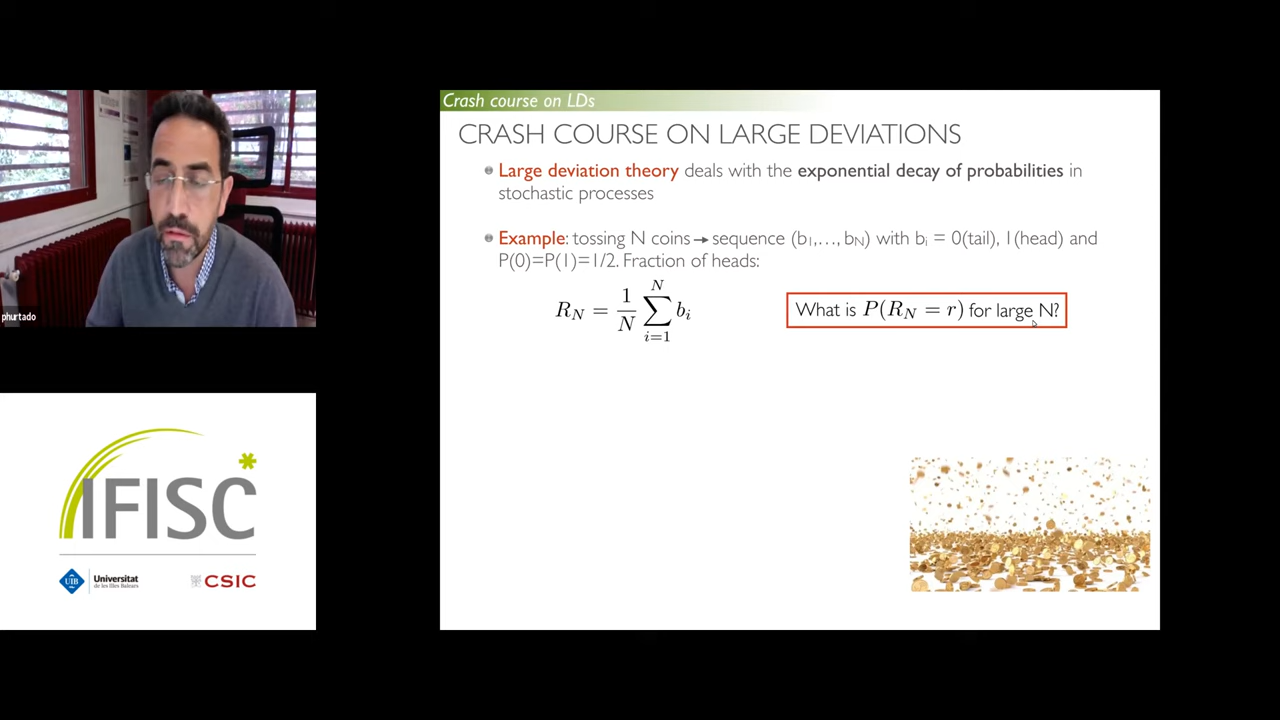 Crash course on LDs
CRASH COURSE ON LARGE DEVIATIONS
Large deviation theory deals with the exponential decay of probabilities in
stochastic processes
Example: tossing N coins → sequence (b₁,…, bN) with bᵢ = 0(tail), 1(head) and
P(0)=P(1)=1/2. Fraction of heads:
R_N = \frac{1}{N} \sum_{i=1}^{N} b_i
What is P(R_N = r) for large N?
phurtado
IFISC
UIB
Universitat
de les Illes Balears
CSIC